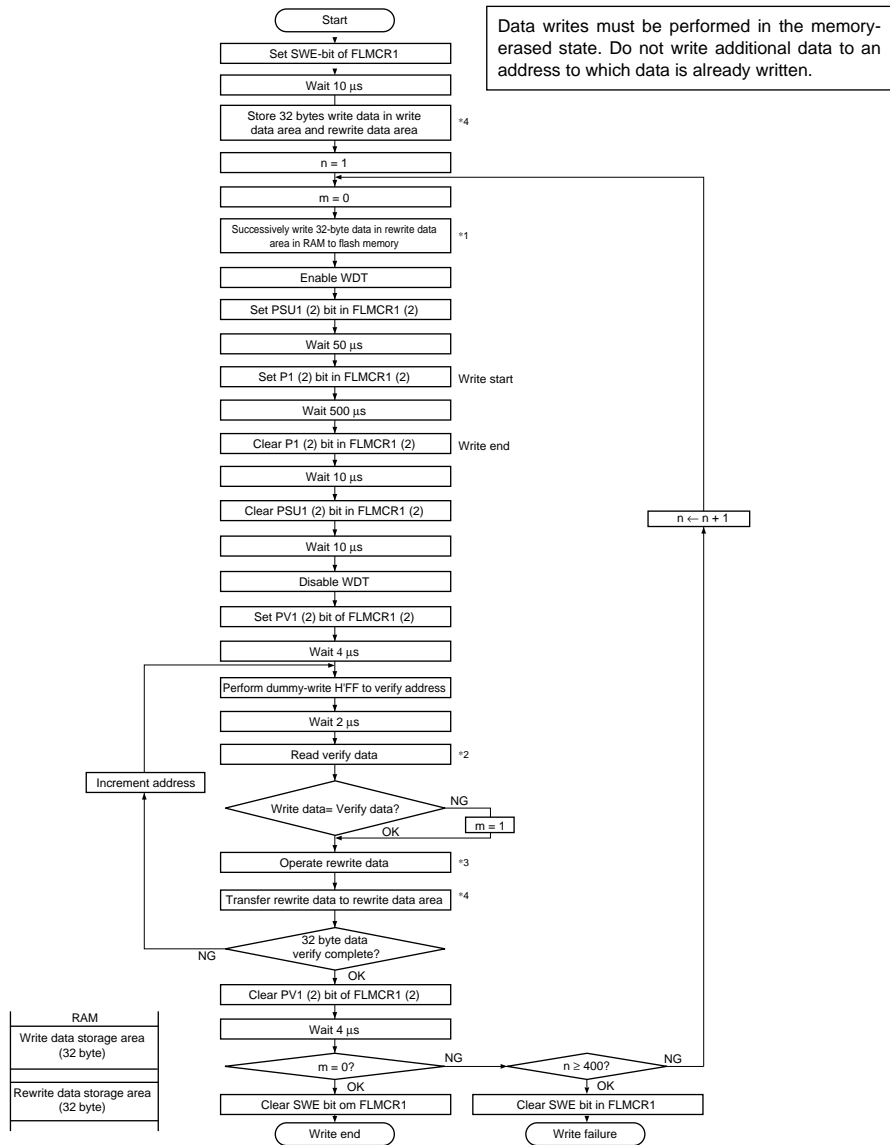 Start
Data writes must be performed in the memory-
erased state. Do not write additional data to an
address to which data is already written.
Set SWE-bit of FLMCR1
Wait 10 μs
Store 32 bytes write data in write
data area and rewrite data area
*4
n = 1
m = 0
Successively write 32-byte data in rewrite data
area in RAM to flash memory
*1
Enable WDT
Set PSU1 (2) bit in FLMCR1 (2)
Wait 50 μs
Set P1 (2) bit in FLMCR1 (2)
Write start
Wait 500 μs
Clear P1 (2) bit in FLMCR1 (2)
Write end
Wait 10 μs
Clear PSU1 (2) bit in FLMCR1 (2)
n ← n + 1
Wait 10 μs
Disable WDT
Set PV1 (2) bit of FLMCR1 (2)
Wait 4 μs
Perform dummy-write H'FF to verify address
Wait 2 μs
Read verify data
*2
Increment address
Write data= Verify data?
NG
m = 1
OK
Operate rewrite data
*3
Transfer rewrite data to rewrite data area
*4
32 byte data
verify complete?
NG
OK
Clear PV1 (2) bit of FLMCR1 (2)
Wait 4 μs
RAM
Write data storage area
(32 byte)
Rewrite data storage area
(32 byte)
m = 0?
NG
n ≥ 400?
NG
OK
OK
Clear SWE bit om FLMCR1
Clear SWE bit in FLMCR1
Write end
Write failure